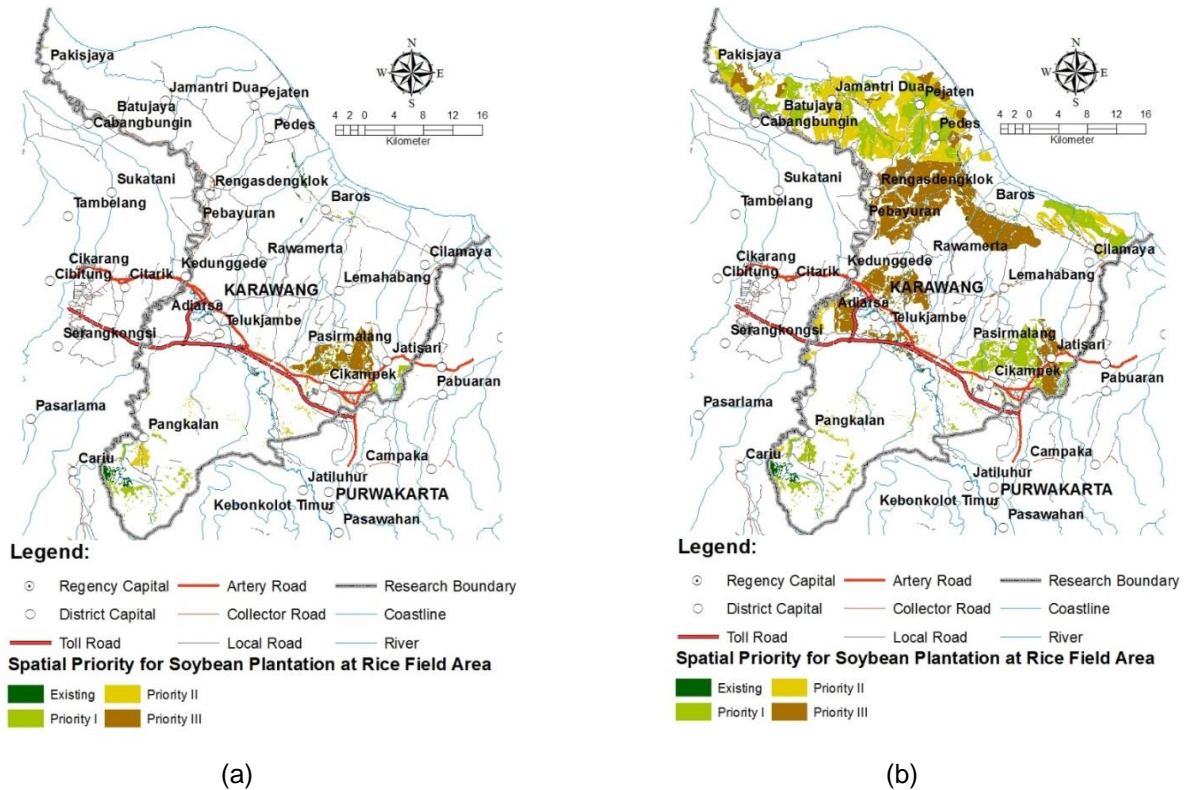 N
W E
S
4 2 0 4 8 12 16
Kilometer
Pakisjaya
Jamantri Dua
Pejaten
Batujaya
Cabangbungin
Pedes
Sukatani
Rengasdengklok
Tambelang
Baros
Pebayuran
Rawamerta
Cilamaya
Cikarang
Kedunggede
Cibitung
Citarik
Lemahabang
KARAWANG
Adiarsa
Telukjambe
Serangkongsi
Pasirmalang
Jatisari
Cikampek
Pabuaran
Pasarlama
Pangkalan
Cariu
Campaka
Jatiluhur
PURWAKARTA
Kebonkolot Timur
Pasawahan
Legend:
Regency Capital Artery Road Research Boundary
District Capital Collector Road Coastline
Toll Road Local Road River
Spatial Priority for Soybean Plantation at Rice Field Area
Existing Priority II
Priority I Priority III
(a)
N
W E
S
4 2 0 4 8 12 16
Kilometer
Pakisjaya
Jamantri Dua
Pejaten
Batujaya
Cabangbungin
Pedes
Sukatani
Rengasdengklok
Tambelang
Baros
Pebayuran
Rawamerta
Cilamaya
Cikarang
Kedunggede
Cibitung
Citarik
Lemahabang
KARAWANG
Adiarsa
Telukjambe
Serangkongsi
Pasirmalang
Jatisari
Cikampek
Pabuaran
Pasarlama
Pangkalan
Cariu
Campaka
Jatiluhur
PURWAKARTA
Kebonkolot Timur
Pasawahan
Legend:
Regency Capital Artery Road Research Boundary
District Capital Collector Road Coastline
Toll Road Local Road River
Spatial Priority for Soybean Plantation at Rice Field Area
Existing Priority II
Priority I Priority III
(b)